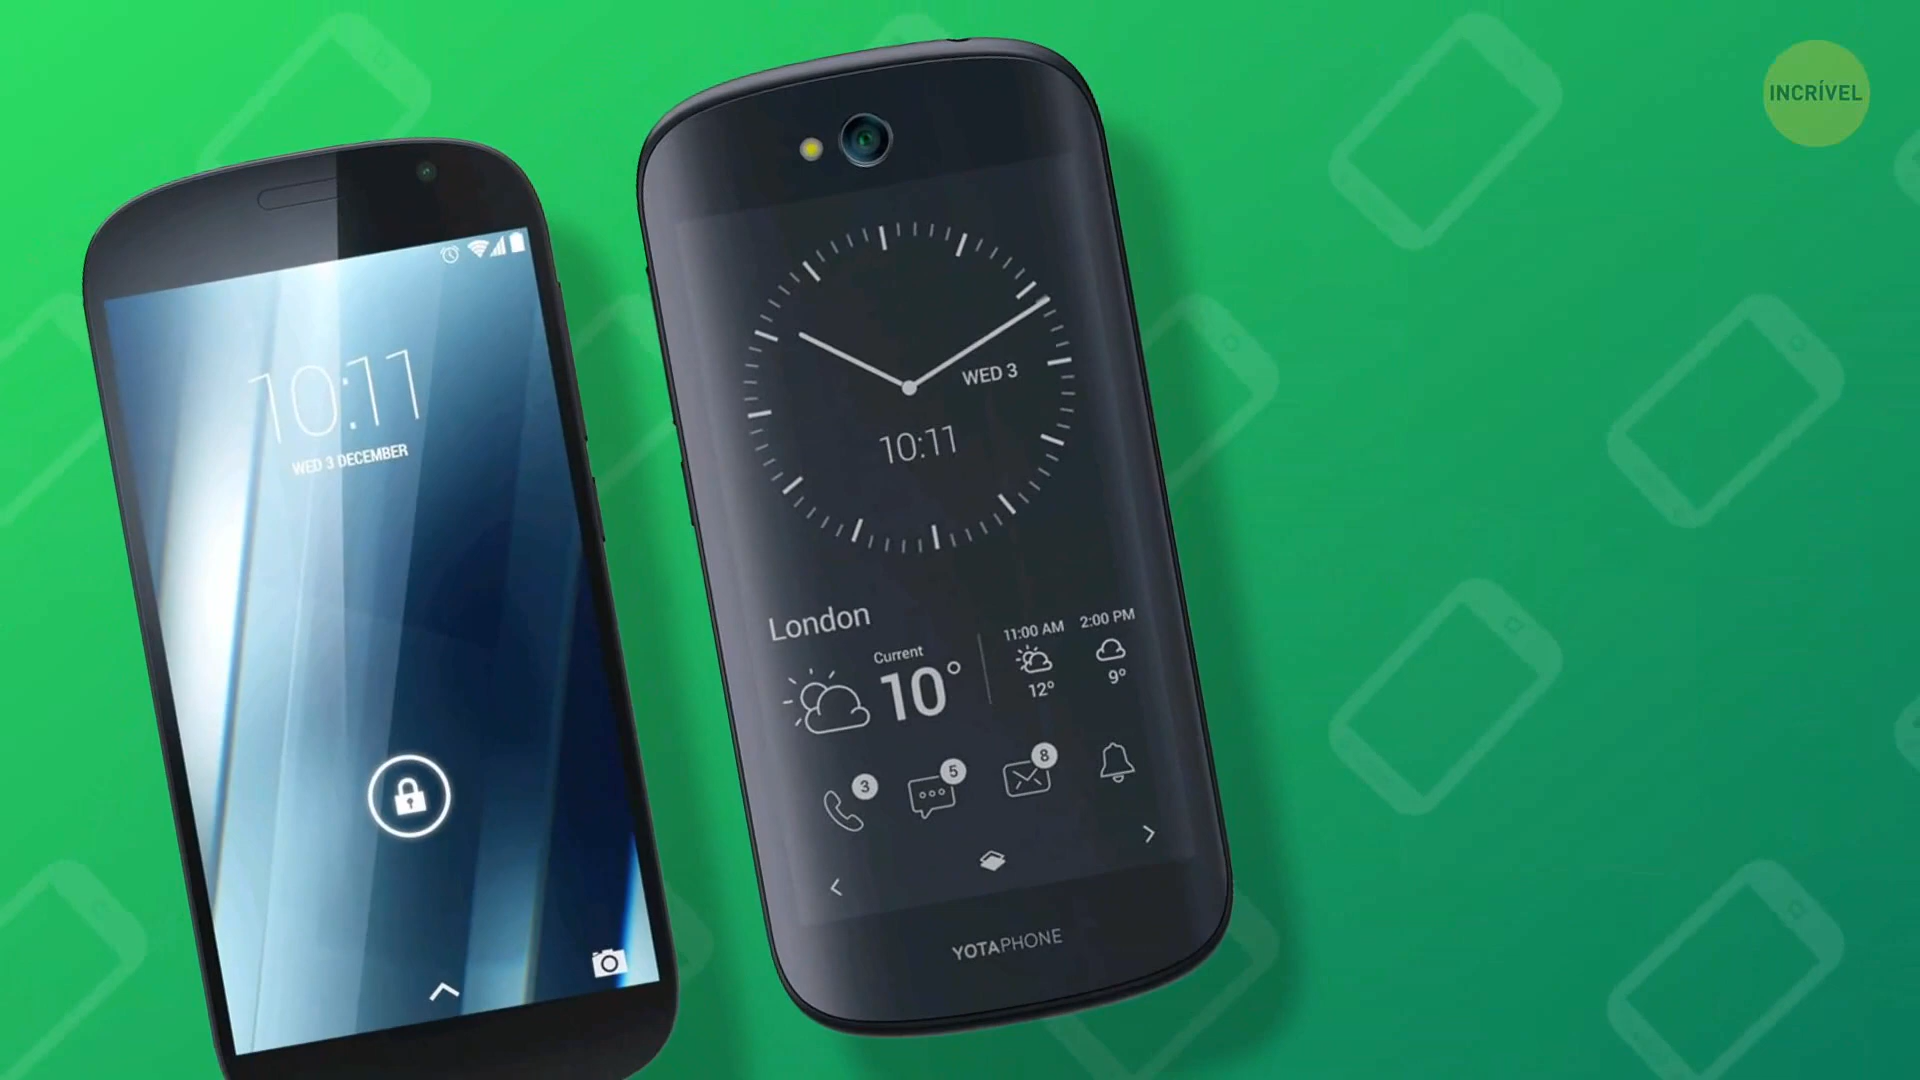 INCRÍVEL
10:11
WED 3 DECEMBER
WED 3
10:11
London
Current
10°
11:00 AM
12°
2:00 PM
9°
3
5
8
YOTAPHONE